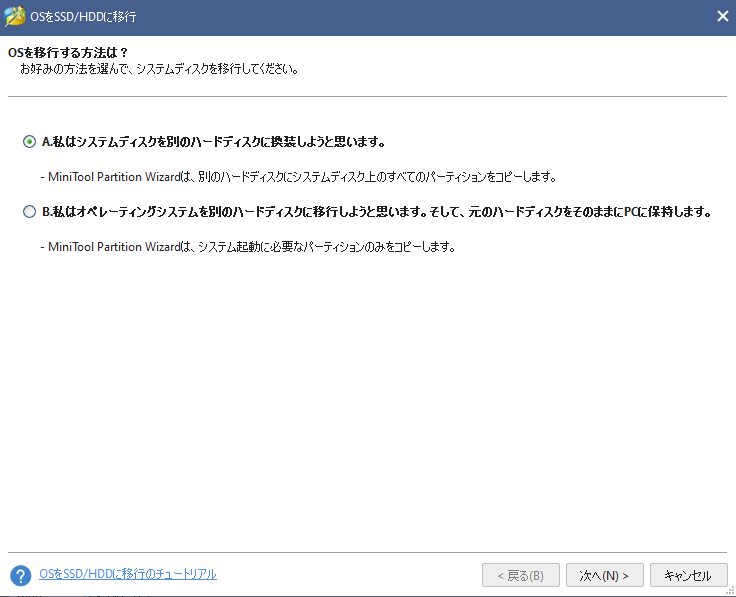 OSをSSD/HDDに移行
OSを移行する方法は？
お好みの方法を選んで、システムディスクを移行してください。
A.私はシステムディスクを別のハードディスクに換装しようと思います。
- MiniTool Partition Wizardは、別のハードディスクにシステムディスク上のすべてのパーティションをコピーします。
B.私はオペレーティングシステムを別のハードディスクに移行しようと思います。そして、元のハードディスクをそのままにPCに保持します。
- MiniTool Partition Wizardは、システム起動に必要なパーティションのみをコピーします。
OSをSSD/HDDに移行のチュートリアル
< 戻る(B) 次へ(N) > キャンセル